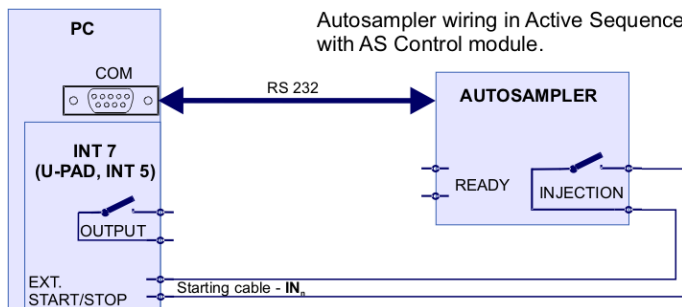 Autosampler wiring in Active Sequence
with AS Control module.
PC
COM
RS 232
AUTOSAMPLER
INT 7
(U-PAD, INT 5)
READY
INJECTION
OUTPUT
EXT.
START/STOP
Starting cable - INn